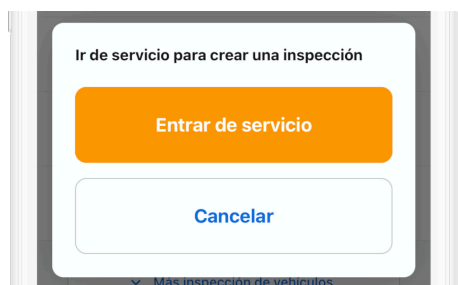 Ir de servicio para crear una inspección
Entrar de servicio
Cancelar
Más inspección de vehículos